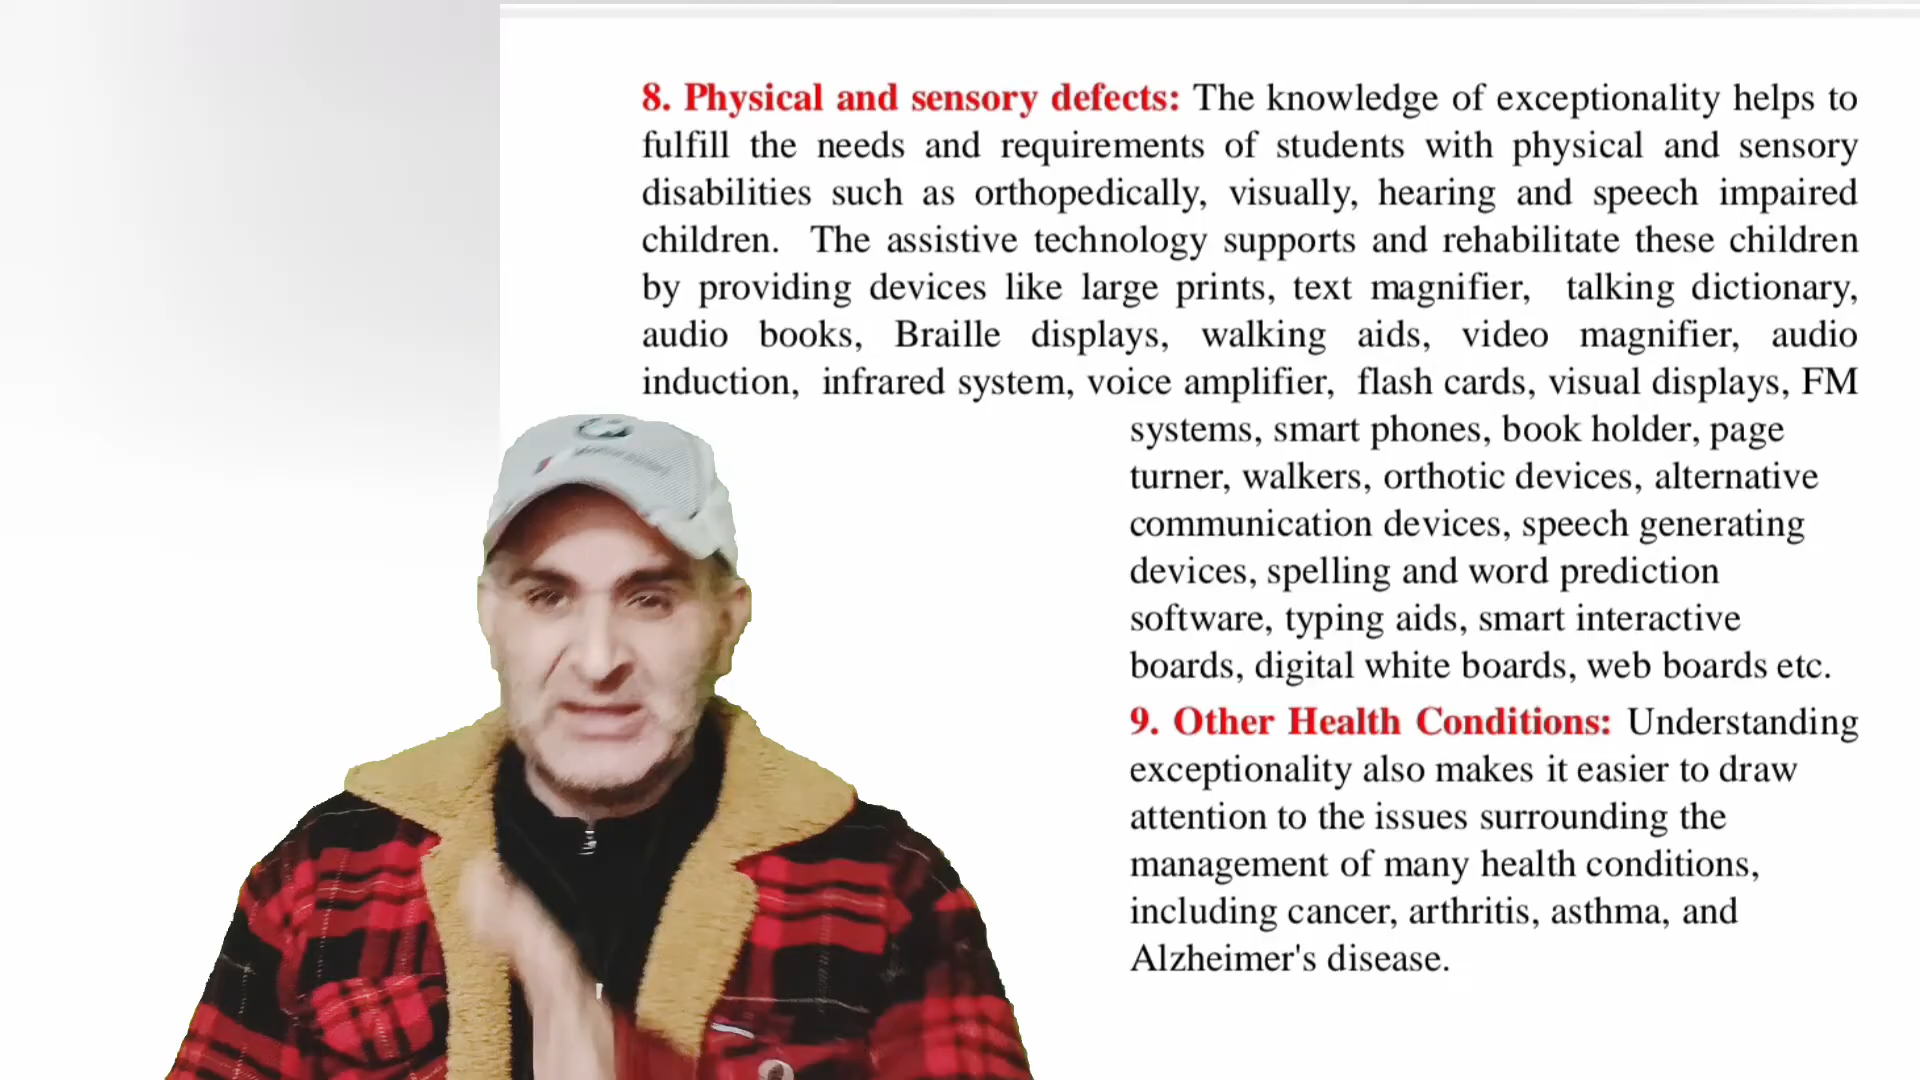 8. Physical and sensory defects: The knowledge of exceptionality helps to
fulfill the needs and requirements of students with physical and sensory
disabilities such as orthopedically, visually, hearing and speech impaired
children. The assistive technology supports and rehabilitate these children
by providing devices like large prints, text magnifier, talking dictionary,
audio books, Braille displays, walking aids, video magnifier, audio
induction, infrared system, voice amplifier, flash cards, visual displays, FM
systems, smart phones, book holder, page
turner, walkers, orthotic devices, alternative
communication devices, speech generating
devices, spelling and word prediction
software, typing aids, smart interactive
boards, digital white boards, web boards etc.
9. Other Health Conditions: Understanding
exceptionality also makes it easier to draw
attention to the issues surrounding the
management of many health conditions,
including cancer, arthritis, asthma, and
Alzheimer's disease.